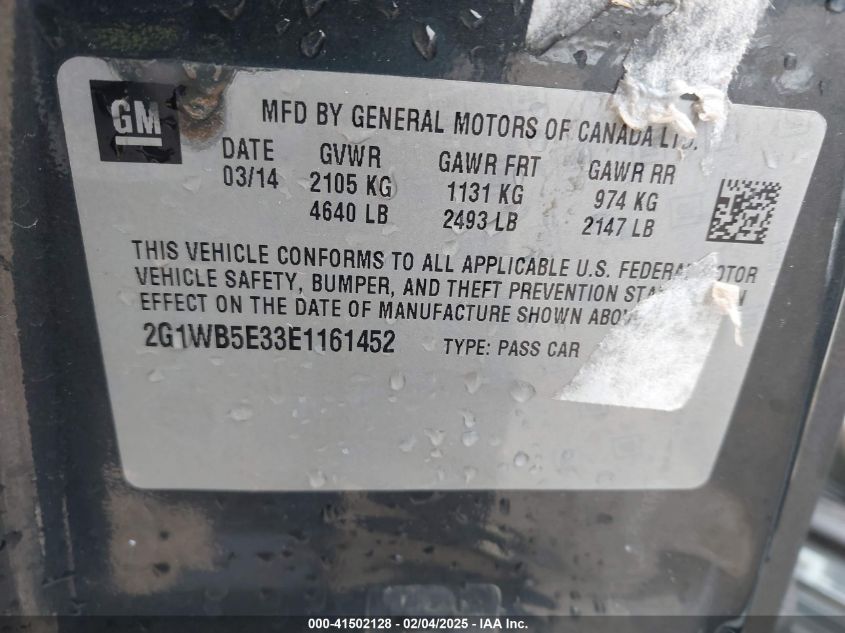 GM
MFD BY GENERAL MOTORS OF CANADA LTD.
DATE GVWR GAWR FRT GAWR RR
03/14 2105 KG 1131 KG 974 KG
4640 LB 2493 LB 2147 LB
THIS VEHICLE CONFORMS TO ALL APPLICABLE U.S. FEDERAL MOTOR
VEHICLE SAFETY, BUMPER, AND THEFT PREVENTION
EFFECT ON THE DATE OF MANUFACTURE SHOWN
2G1WB5E33E1161452 TYPE: PASS CAR
000-41502128 - 02/04/2025 - IAA Inc.